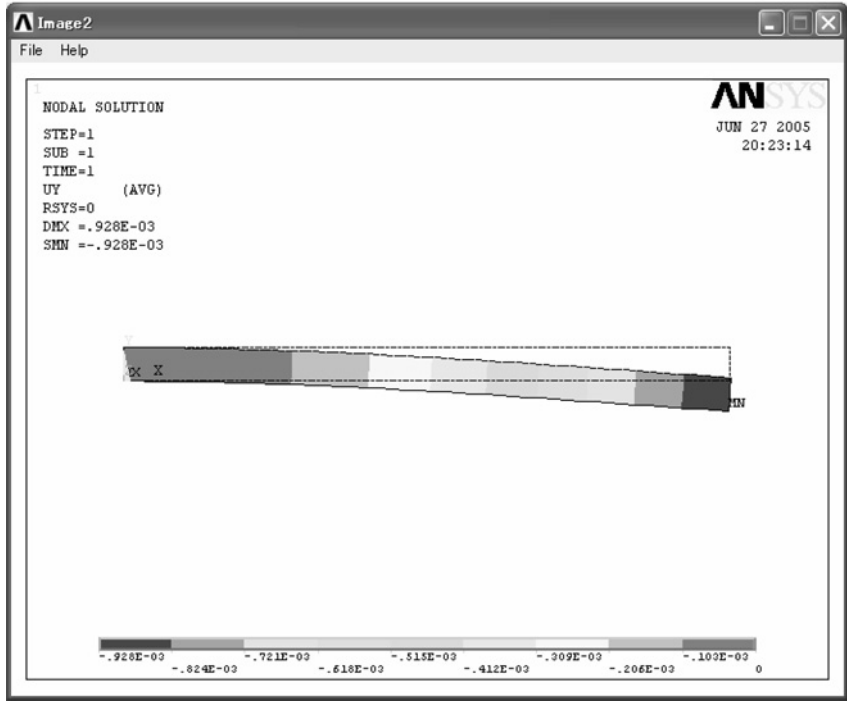 Image2
File Help
1
NODAL SOLUTION
STEP=1
SUB =1
TIME=1
UY (AVG)
RSYS=0
DMX =.928E-03
SMN =-.928E-03
ANSYS
JUN 27 2005
20:23:14
Y
X
MN
-.928E-03 -.721E-03 -.515E-03 -.309E-03 -.103E-03
-.824E-03 -.618E-03 -.412E-03 -.206E-03 0